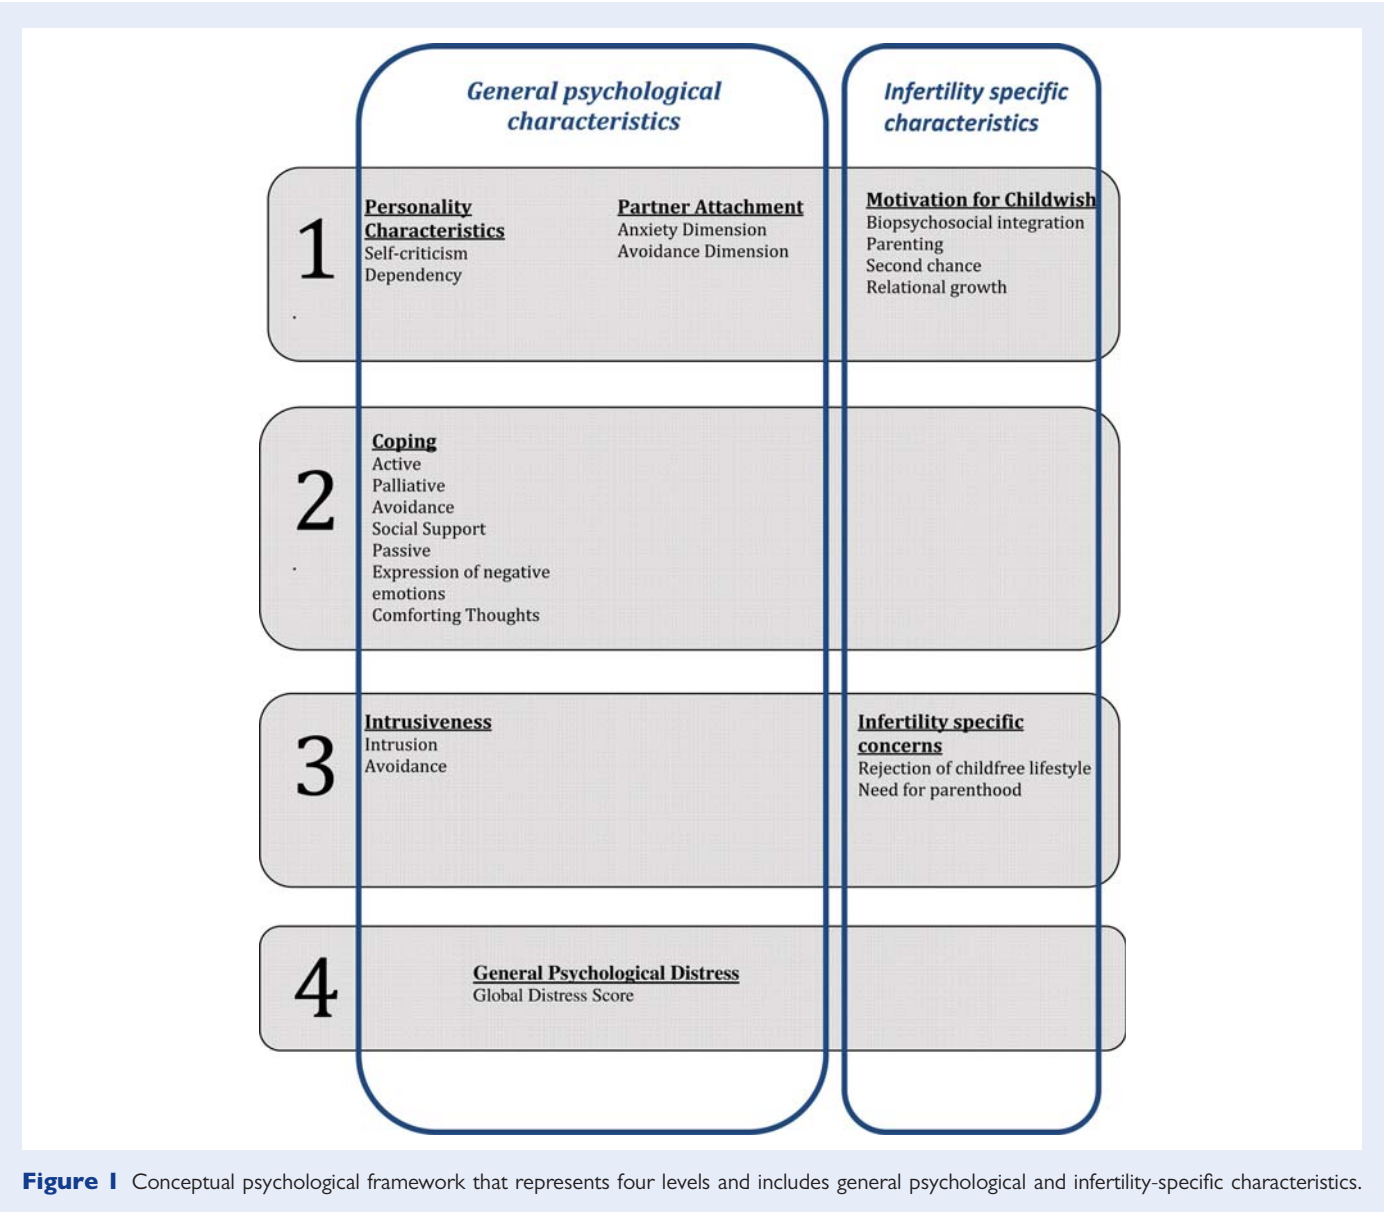 General psychological
characteristics
Infertility specific
characteristics
1
.
Personality
Characteristics
Self-criticism
Dependency
Partner Attachment
Anxiety Dimension
Avoidance Dimension
Motivation for Childwish
Biopsychosocial integration
Parenting
Second chance
Relational growth
2
.
Coping
Active
Palliative
Avoidance
Social Support
Passive
Expression of negative
emotions
Comforting Thoughts
3
Intrusiveness
Intrusion
Avoidance
Infertility specific
concerns
Rejection of childfree lifestyle
Need for parenthood
4
General Psychological Distress
Global Distress Score
Figure 1 Conceptual psychological framework that represents four levels and includes general psychological and infertility-specific characteristics.